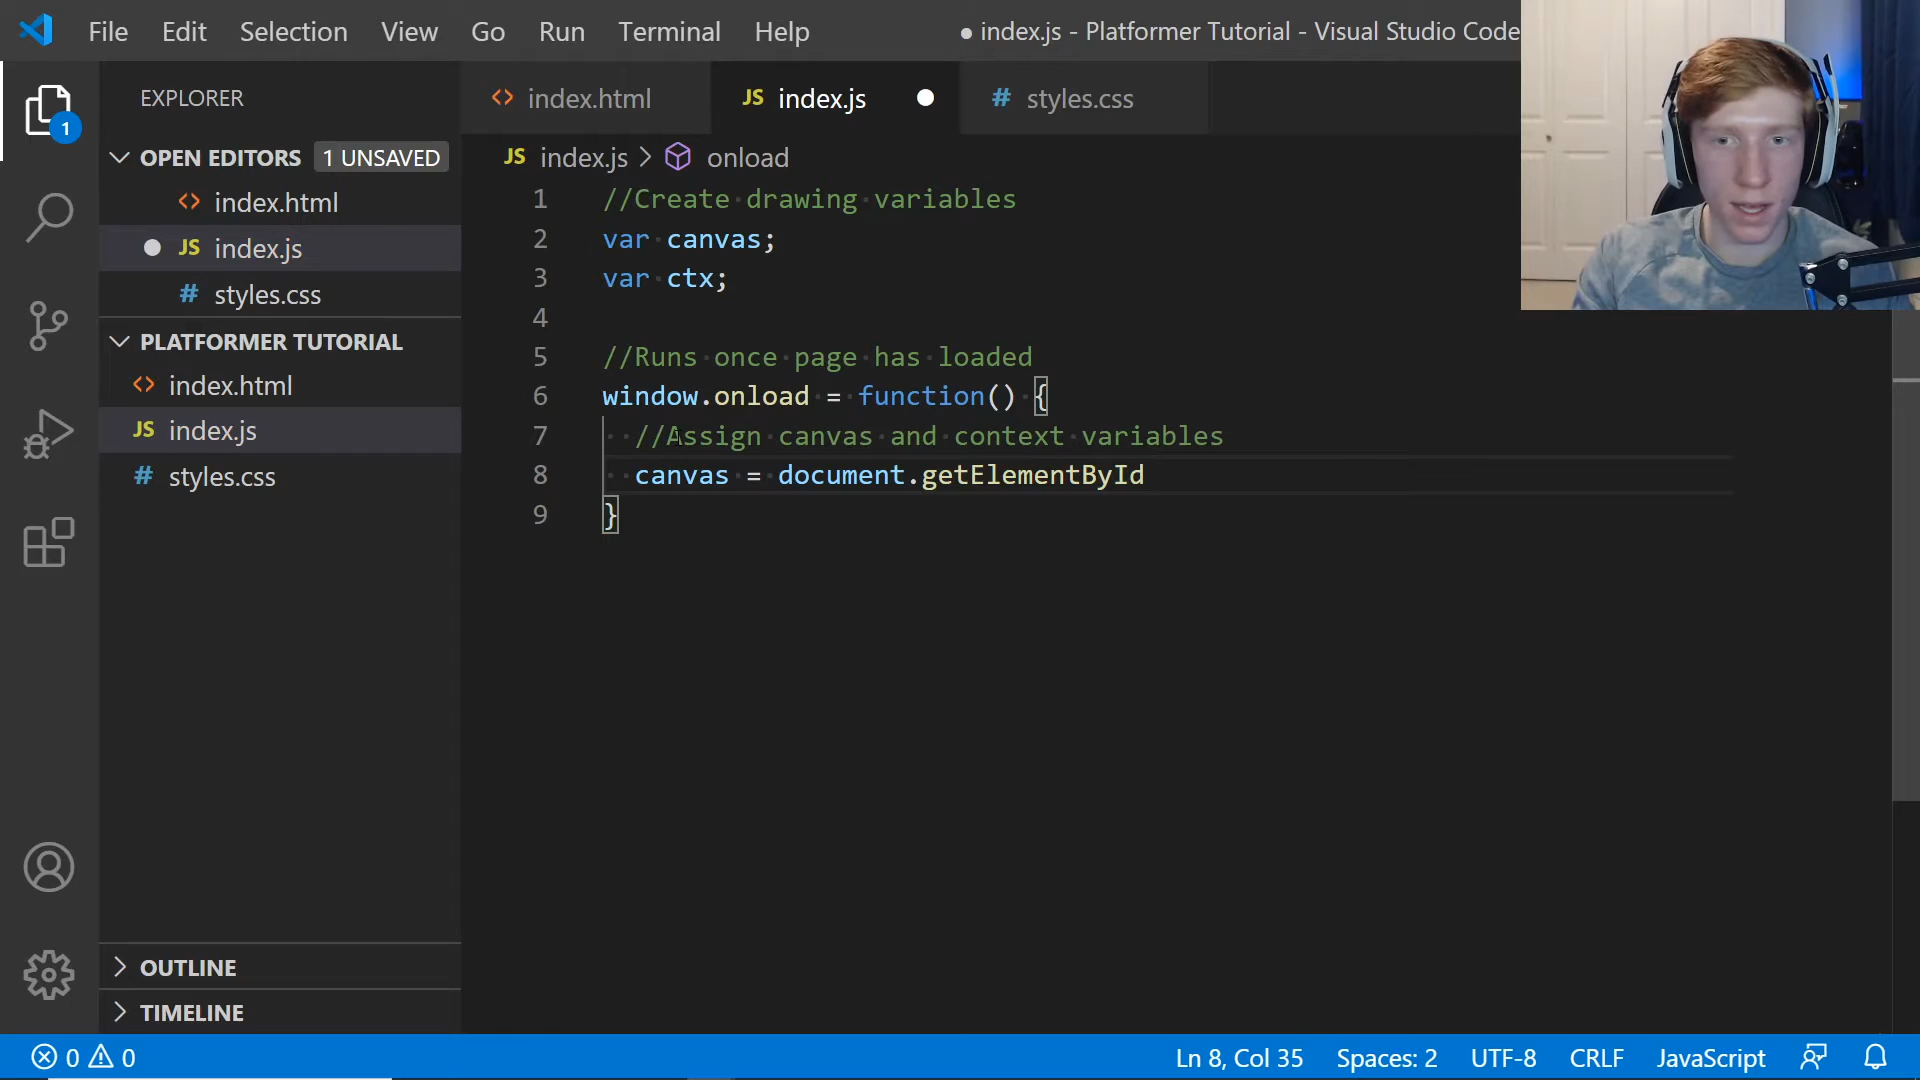 File Edit Selection View Go Run Terminal Help ● index.js - Platformer Tutorial - Visual Studio Code
1
EXPLORER
OPEN EDITORS 1 UNSAVED
<> index.html
● JS index.js
# styles.css
PLATFORMER TUTORIAL
<> index.html
JS index.js
# styles.css
OUTLINE
TIMELINE
<> index.html JS index.js ● # styles.css
JS index.js > onload
1 //Create drawing variables
2 var canvas;
3 var ctx;
4
5 //Runs once page has loaded
6 window.onload = function() {
7 //Assign canvas and context variables
8 canvas = document.getElementById
9 }
0 0 Ln 8, Col 35 Spaces: 2 UTF-8 CRLF JavaScript